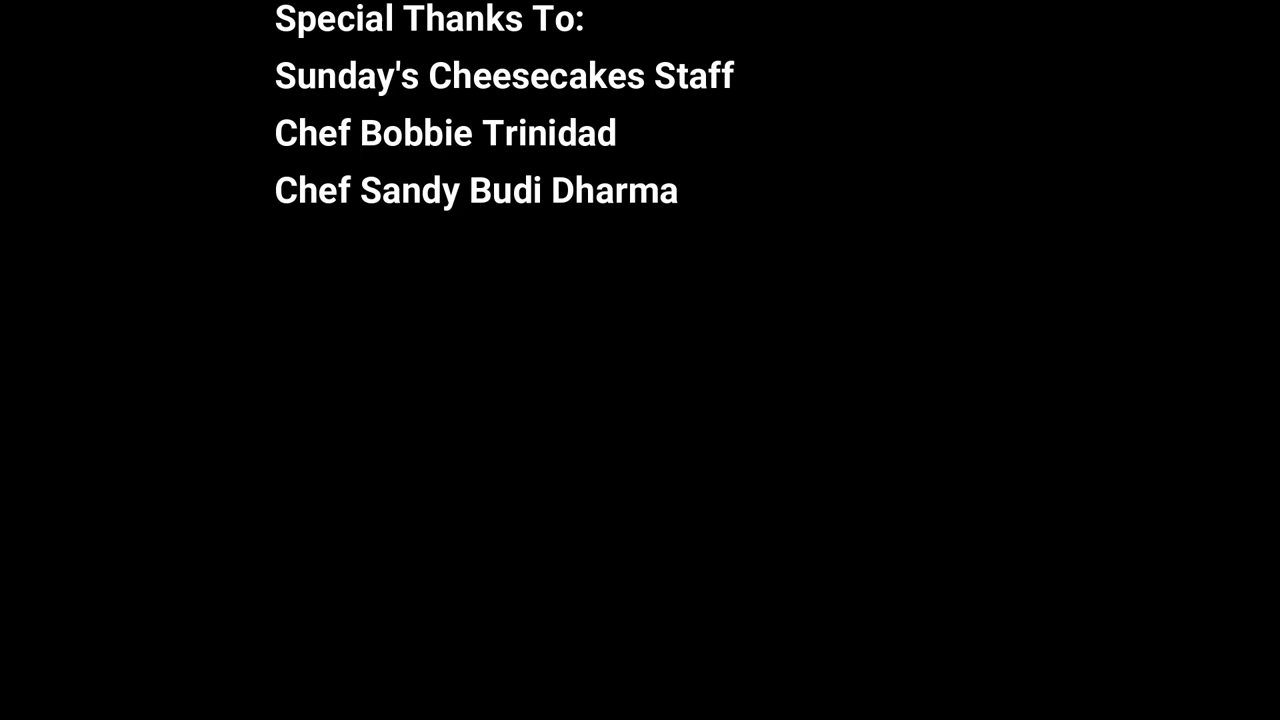 Special Thanks To:
Sunday's Cheesecakes Staff
Chef Bobbie Trinidad
Chef Sandy Budi Dharma